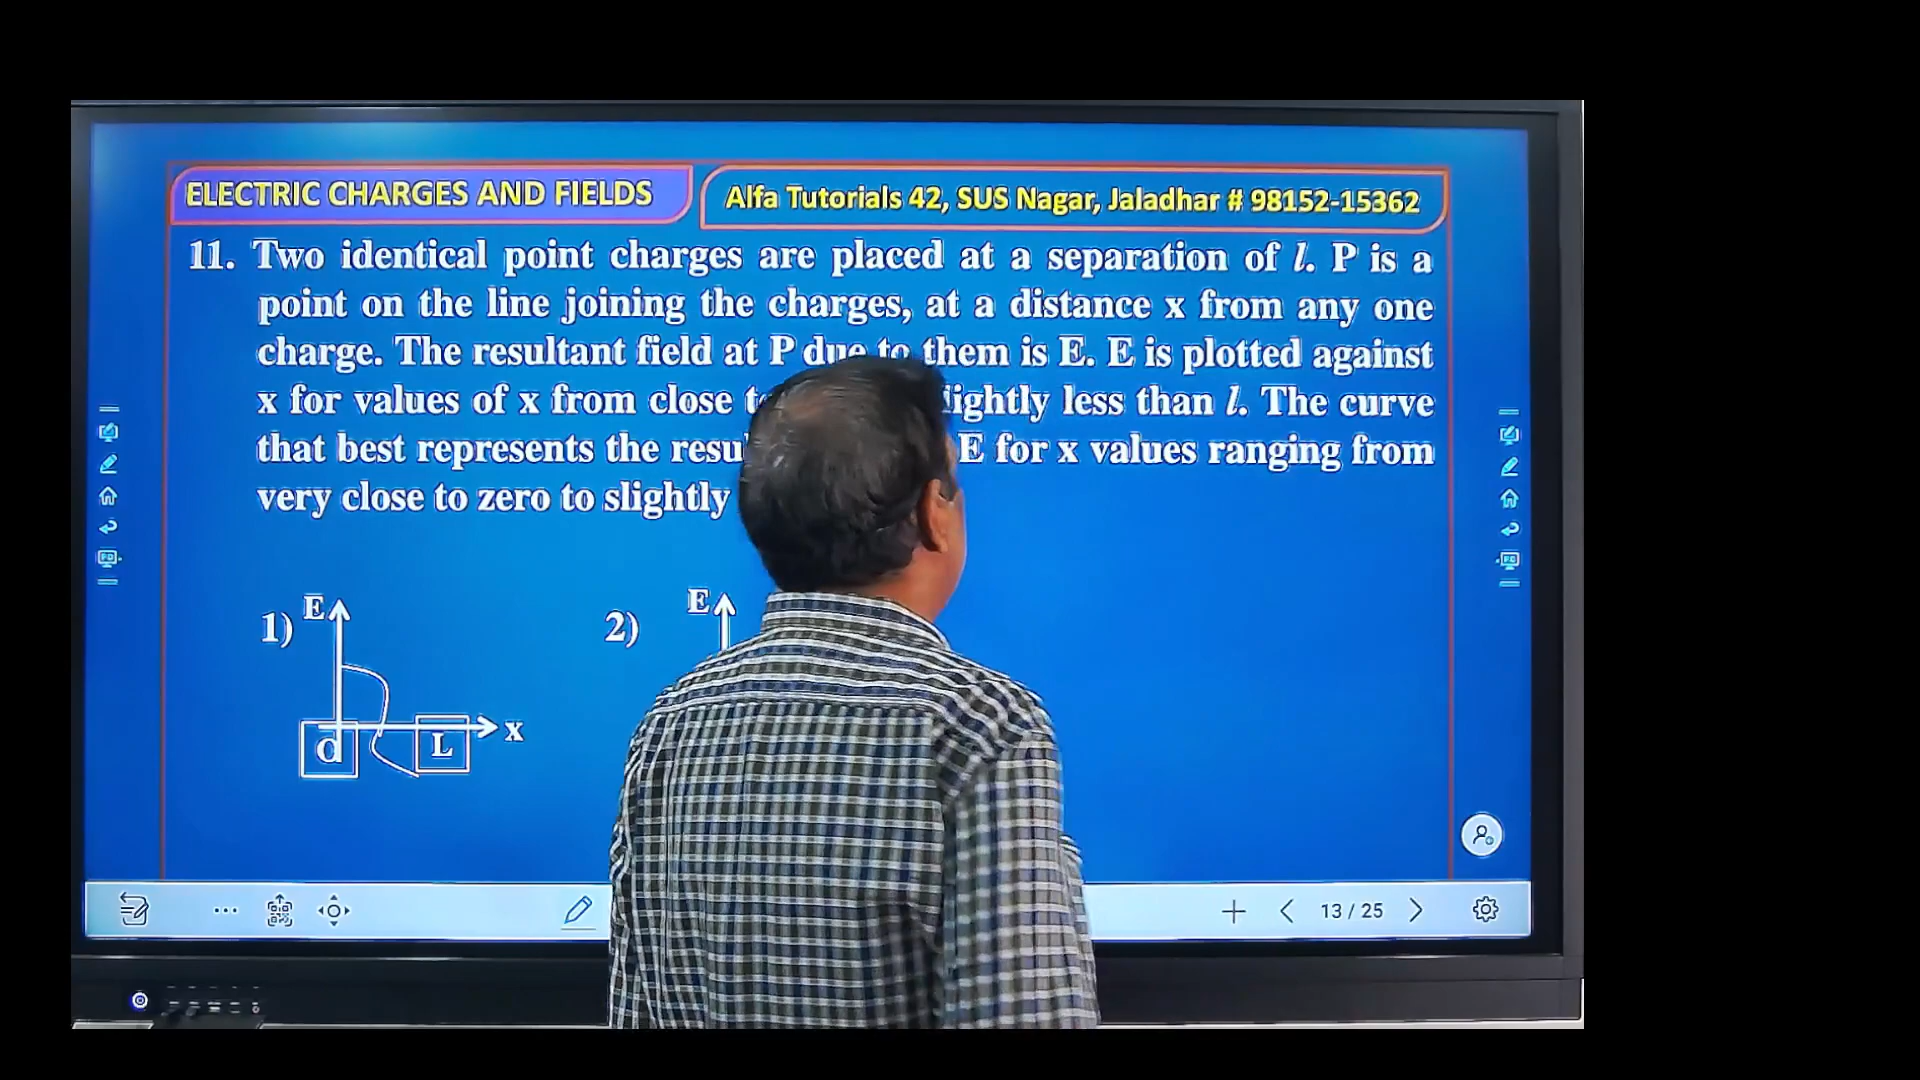 ELECTRIC CHARGES AND FIELDS
Alfa Tutorials 42, SUS Nagar, Jaladhar # 98152-15362
11. Two identical point charges are placed at a separation of l. P is a
point on the line joining the charges, at a distance x from any one
charge. The resultant field at P due to them is E. E is plotted against
x for values of x from close less than l. The curve
that best represents the E for x values ranging from
very close to zero to slightly
1) E
2) E
x
d L
13 / 25